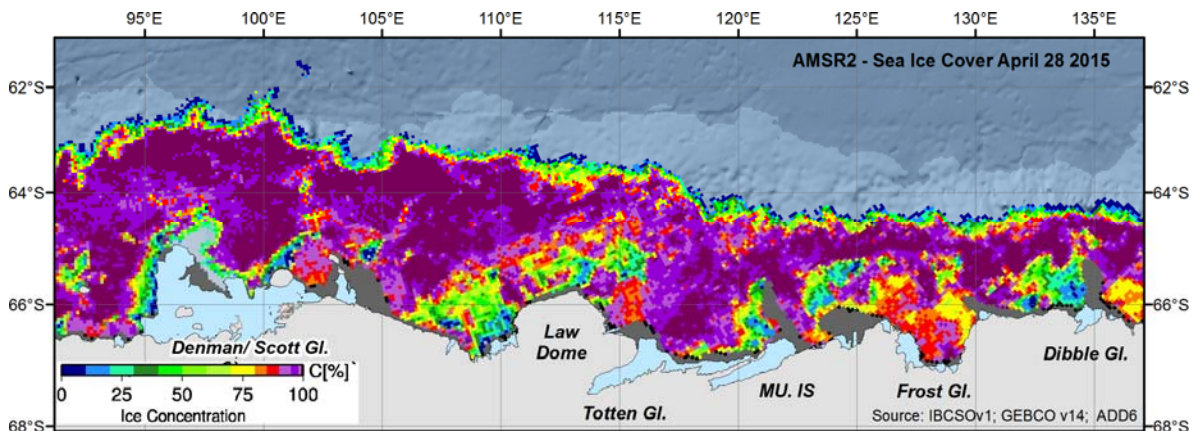 95°E 100°E 105°E 110°E 115°E 120°E 125°E 130°E 135°E
AMSR2 - Sea Ice Cover April 28 2015
62°S 62°S
64°S 64°S
66°S 66°S
Law
Dome
Denman/ Scott Gl.
Dibble Gl.
C[%]
0 25 50 75 100
MU. IS
Frost Gl.
Ice Concentration
Totten Gl.
Source: IBCSOv1; GEBCO v14; ADD6
68°S 68°S